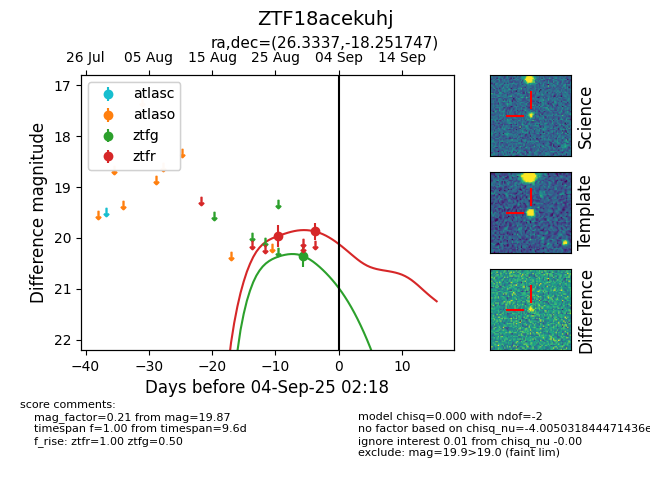 ZTF18acekuhj
ra,dec=(26.3337,-18.251747)
26 Jul 05 Aug 15 Aug 25 Aug 04 Sep 14 Sep
17
18
19
20
21
22
Difference magnitude
atlasc
atlaso
ztfg
ztfr
−40 −30 −20 −10 0 10
Days before 04-Sep-25 02:18
Science
Template
Difference
score comments:
mag_factor=0.21 from mag=19.87
timespan f=1.00 from timespan=9.6d
f_rise: ztfr=1.00 ztfg=0.50
model chisq=0.000 with ndof=-2
no factor based on chisq_nu=-4.005031844471436e
ignore interest 0.01 from chisq_nu -0.00
exclude: mag=19.9>19.0 (faint lim)